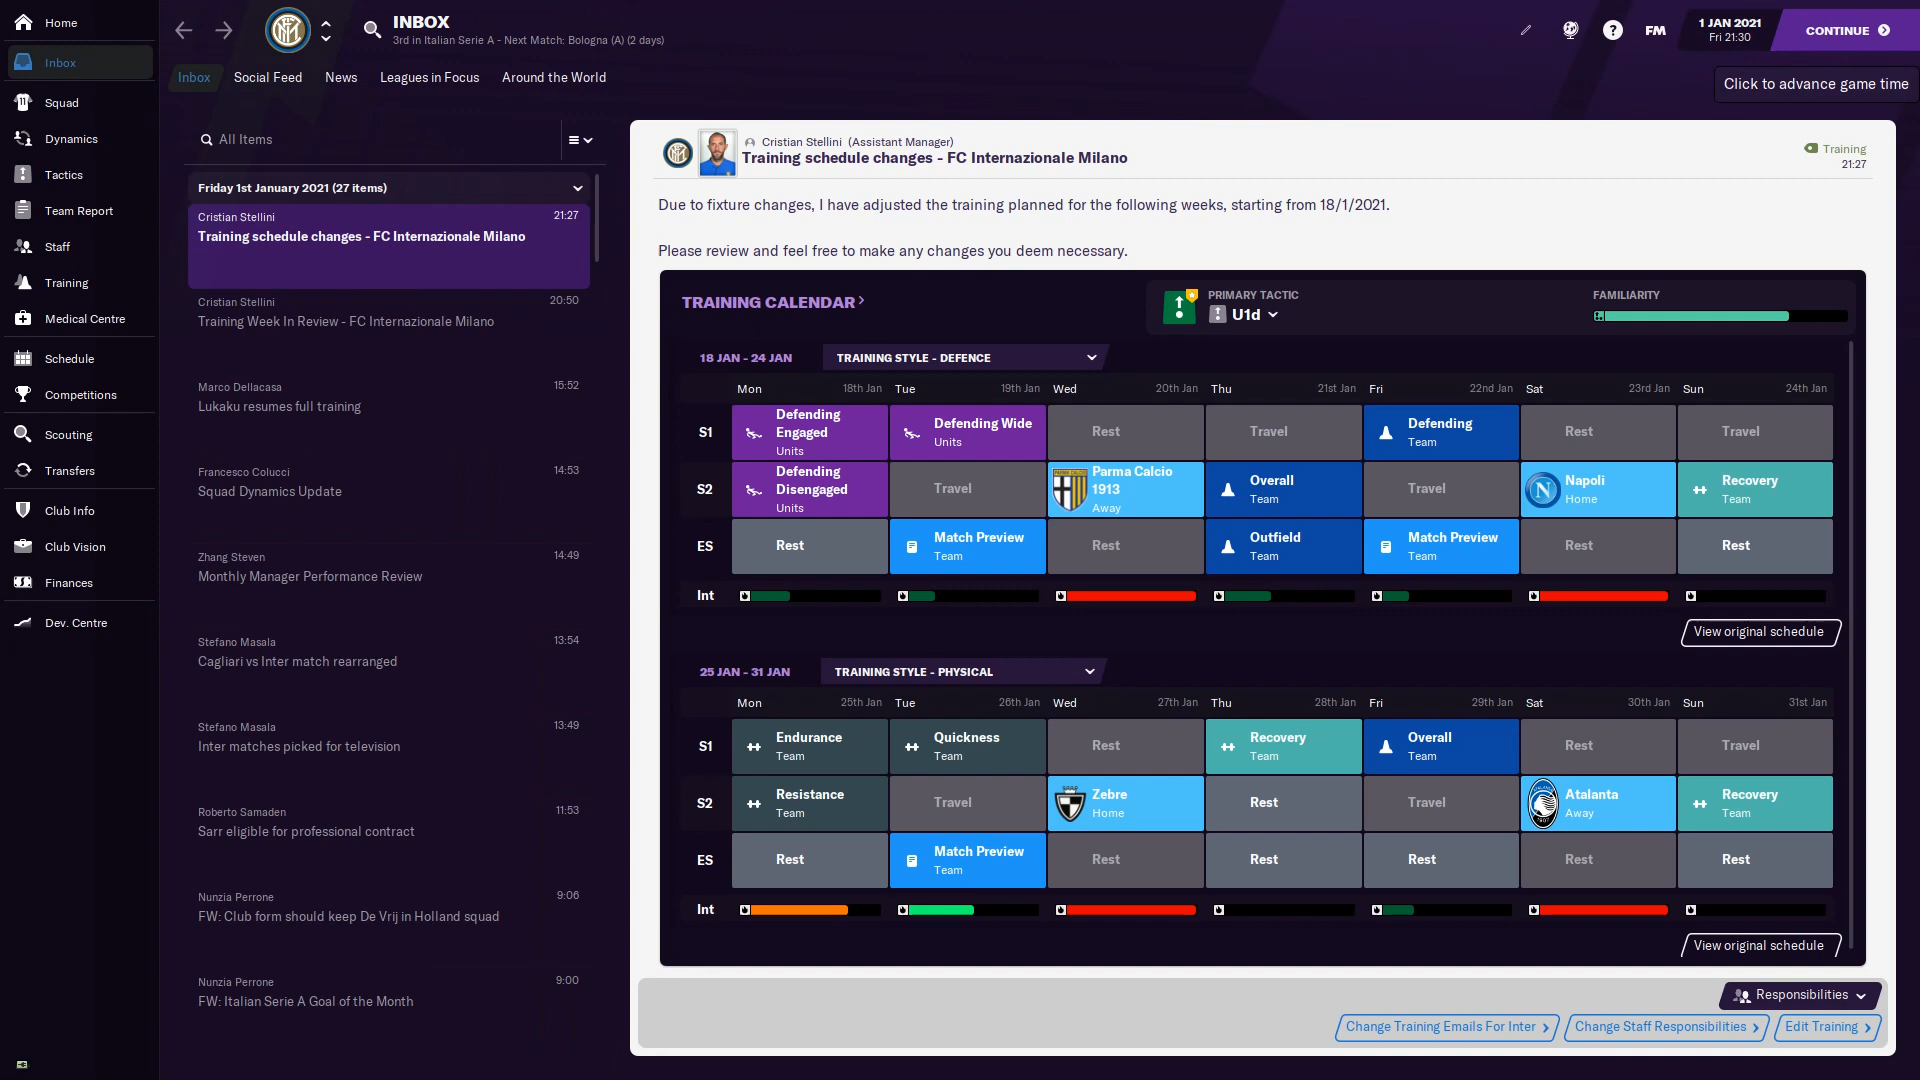 Home
Inbox
Squad
Dynamics
Tactics
Team Report
Staff
Training
Medical Centre
Schedule
Competitions
Scouting
Transfers
Club Info
Club Vision
Finances
Dev. Centre
INBOX
3rd in Italian Serie A - Next Match: Bologna (A) (2 days)
FM
1 JAN 2021
Fri 21:30
CONTINUE
Click to advance game time
Inbox Social Feed News Leagues in Focus Around the World
All Items
Friday 1st January 2021 (27 items)
Cristian Stellini 21:27
Training schedule changes - FC Internazionale Milano
Cristian Stellini 20:50
Training Week In Review - FC Internazionale Milano
Marco Dellacasa 15:52
Lukaku resumes full training
Francesco Colucci 14:53
Squad Dynamics Update
Zhang Steven 14:49
Monthly Manager Performance Review
Stefano Masala 13:54
Cagliari vs Inter match rearranged
Stefano Masala 13:49
Inter matches picked for television
Roberto Samaden 11:53
Sarr eligible for professional contract
Nunzia Perrone 9:06
FW: Club form should keep De Vrij in Holland squad
Nunzia Perrone 9:00
FW: Italian Serie A Goal of the Month
Cristian Stellini (Assistant Manager)
Training schedule changes - FC Internazionale Milano
Training
21:27
Due to fixture changes, I have adjusted the training planned for the following weeks, starting from 18/1/2021.
Please review and feel free to make any changes you deem necessary.
TRAINING CALENDAR
PRIMARY TACTIC
U1d
FAMILIARITY
18 JAN - 24 JAN TRAINING STYLE - DEFENCE
Mon 18th Jan Tue 19th Jan Wed 20th Jan Thu 21st Jan Fri 22nd Jan Sat 23rd Jan Sun 24th Jan
S1 Defending Engaged Units Defending Wide Units Rest Travel Defending Team Rest Travel
S2 Defending Disengaged Units Travel Parma Calcio 1913 Away Overall Team Travel Napoli Home Recovery Team
ES Rest Match Preview Team Rest Outfield Team Match Preview Team Rest Rest
Int
View original schedule
25 JAN - 31 JAN TRAINING STYLE - PHYSICAL
Mon 25th Jan Tue 26th Jan Wed 27th Jan Thu 28th Jan Fri 29th Jan Sat 30th Jan Sun 31st Jan
S1 Endurance Team Quickness Team Rest Recovery Team Overall Team Rest Travel
S2 Resistance Team Travel Zebre Home Rest Travel Atalanta Away Recovery Team
ES Rest Match Preview Team Rest Rest Rest Rest Rest
Int
View original schedule
Responsibilities
Change Training Emails For Inter Change Staff Responsibilities Edit Training